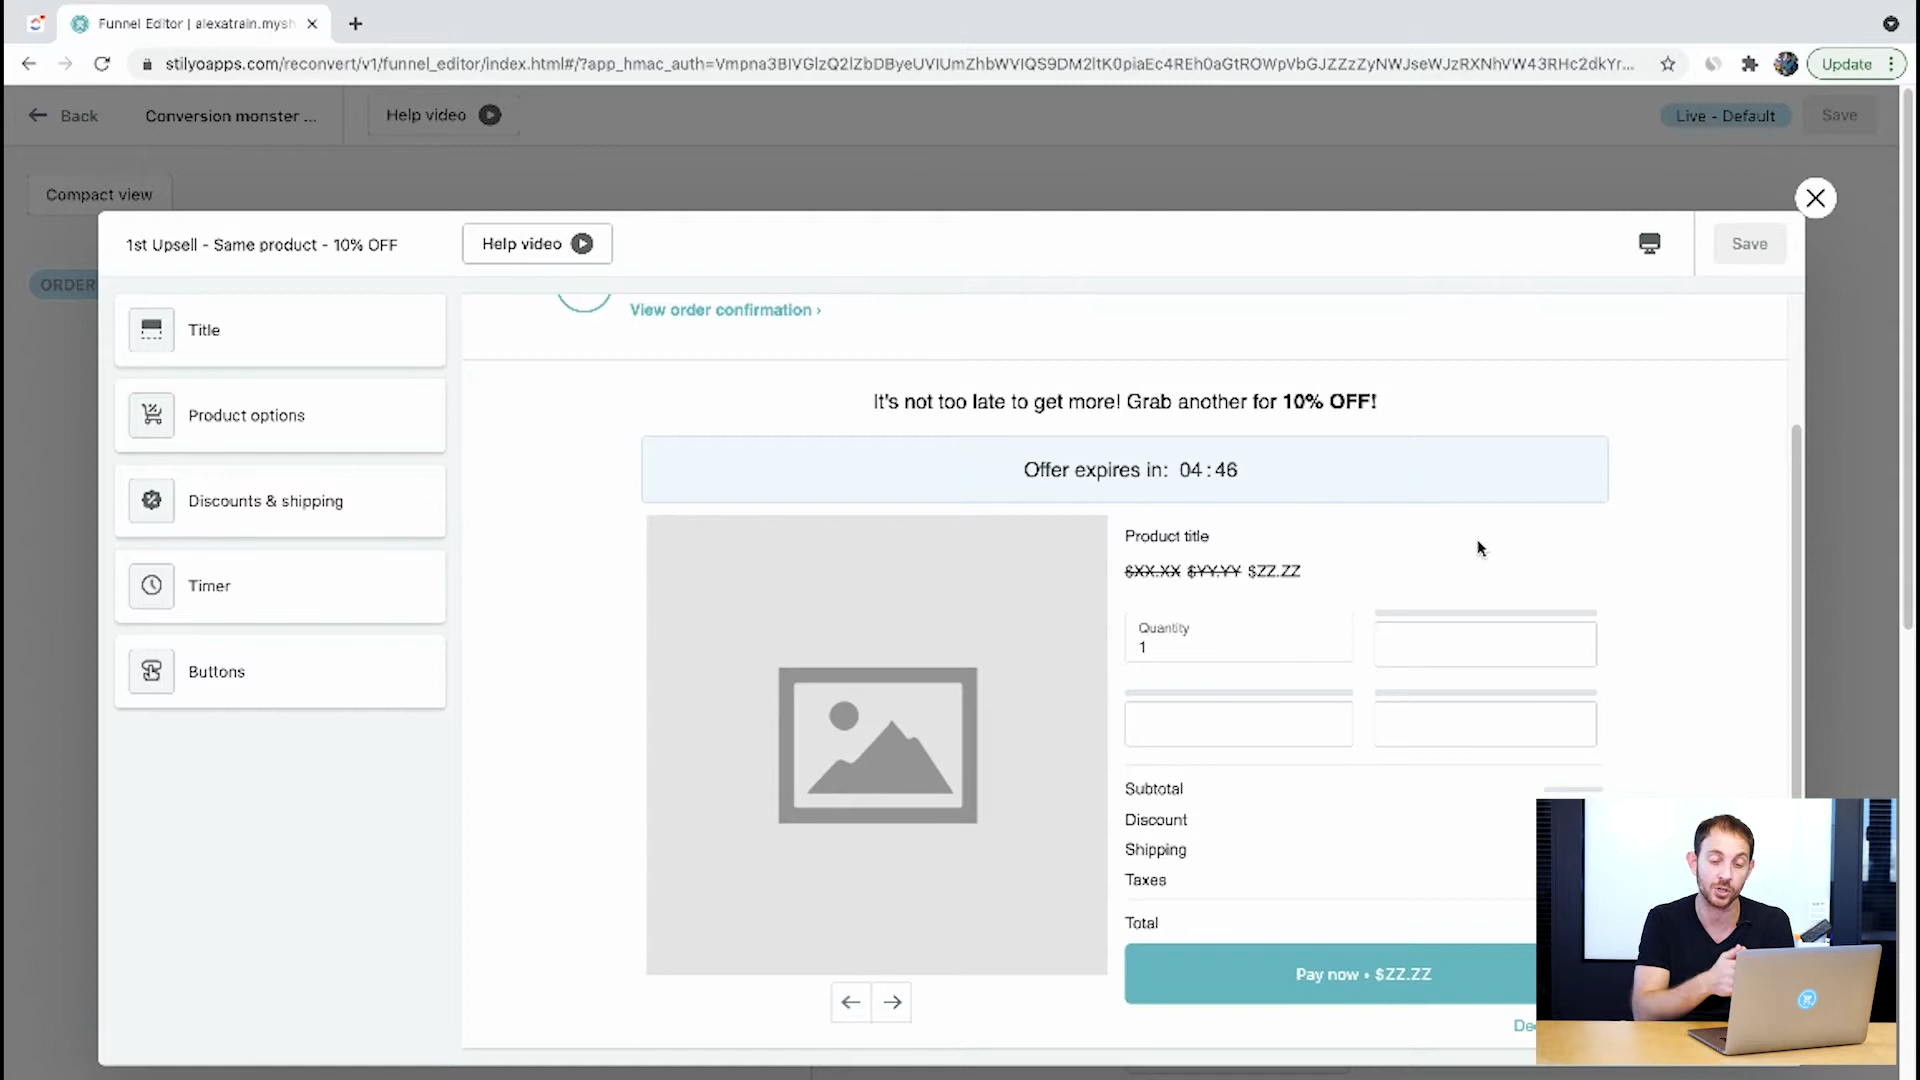 Funnel Editor | alexatrain.mysh
stilyoapps.com/reconvert/v1/funnel_editor/index.html#/?app_hmac_auth=
Update
Back
Conversion monster ...
Help video
Live - Default
Save
Compact view
1st Upsell - Same product - 10% OFF
Help video
Save
ORDER
Title
Product options
Discounts & shipping
Timer
Buttons
View order confirmation ›
It's not too late to get more! Grab another for 10% OFF!
Offer expires in: 04 : 46
Product title
$XX.XX $YY.YY $ZZ.ZZ
Quantity
1
Subtotal
Discount
Shipping
Taxes
Total
Pay now • $ZZ.ZZ